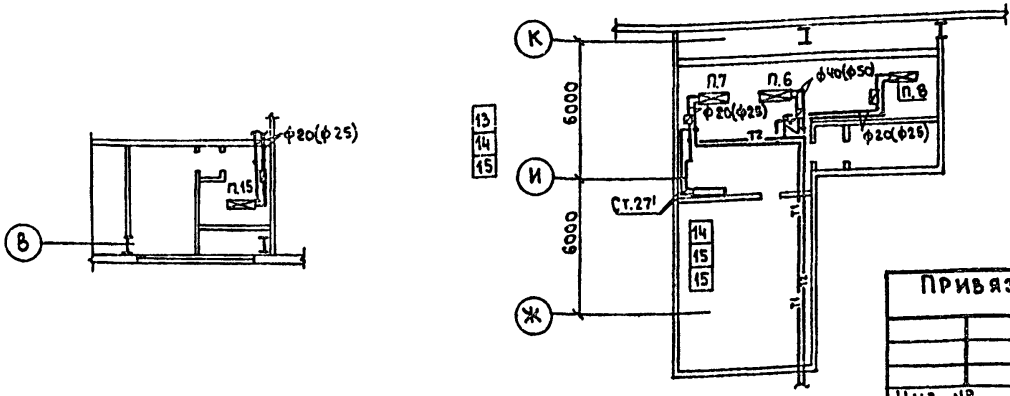 ф20(ф25)
П.15
В
13
14
15
К
6000
И
6000
Ж
П.7
П.6
ф40(ф50)
П.8
ф20(ф25)
Т2
ф20(ф25)
Ст.27'
Т1
14
15
15
Т2
Т1
ПРИВЯЗ